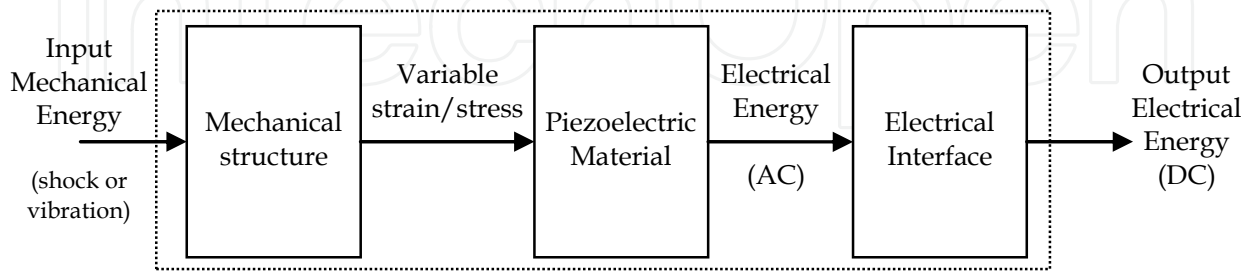 InTechOpen
Input
Mechanical
Energy
(shock or
vibration)
Mechanical
structure
Variable
strain/stress
Piezoelectric
Material
Electrical
Energy
(AC)
Electrical
Interface
Output
Electrical
Energy
(DC)